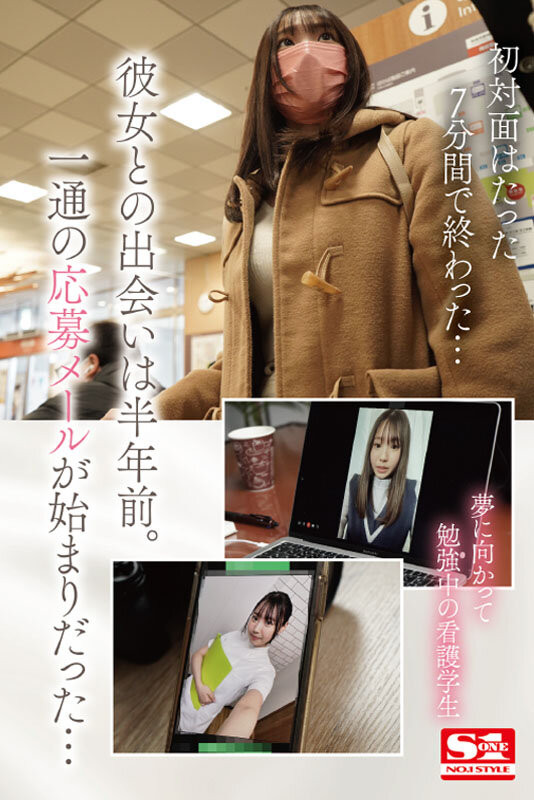 初対面はたった
7分間で終わった…
彼女との出会いは半年前。
一通の応募メールが始まりだった…
夢に向かって
勉強中の看護学生
S1
ONE
NO.1 STYLE